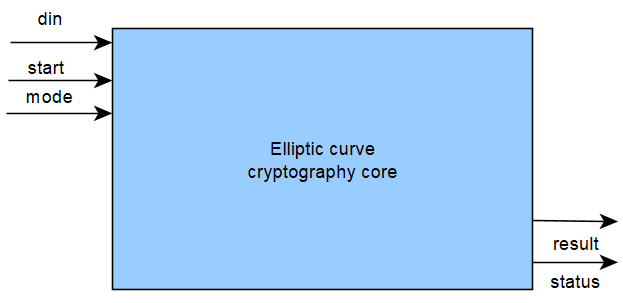 din
start
mode
Elliptic curve
cryptography core
result
status